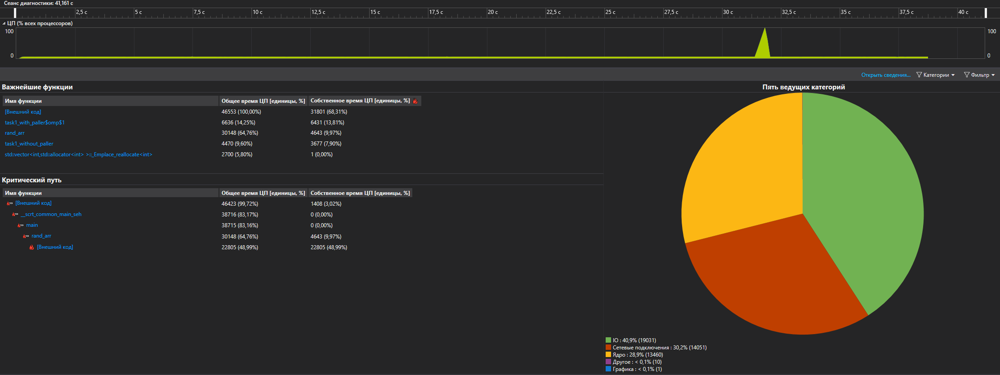 Сеанс диагностики: 41,161 с
2,5 с 5 с 7,5 с 10 с 12,5 с 15 с 17,5 с 20 с 22,5 с 25 с 27,5 с 30 с 32,5 с 35 с 37,5 с 40 с
ЦП (% всех процессоров)
100 100
0 0
Открыть сведения... Категории Фильтр
Важнейшие функции
Имя функции Общее время ЦП [единицы, %] Собственное время ЦП [единицы, %]
[Внешний код] 46553 (100,00%) 31801 (68,31%)
task1_with_paller$omp$1 6636 (14,25%) 6431 (13,81%)
rand_arr 30148 (64,76%) 4643 (9,97%)
task1_without_paller 4470 (9,60%) 3677 (7,90%)
std::vector<int,std::allocator<int> >::_Emplace_reallocate<int> 2700 (5,80%) 1 (0,00%)
Критический путь
Имя функции Общее время ЦП [единицы, %] Собственное время ЦП [единицы, %]
[Внешний код] 46423 (99,72%) 1408 (3,02%)
__scrt_common_main_seh 38716 (83,17%) 0 (0,00%)
main 38715 (83,16%) 0 (0,00%)
rand_arr 30148 (64,76%) 4643 (9,97%)
[Внешний код] 22805 (48,99%) 22805 (48,99%)
Пять ведущих категорий
IO : 40,9% (19031)
Сетевые подключения : 30,2% (14051)
Ядро : 28,9% (13460)
Другое : < 0,1% (10)
Графика : < 0,1% (1)